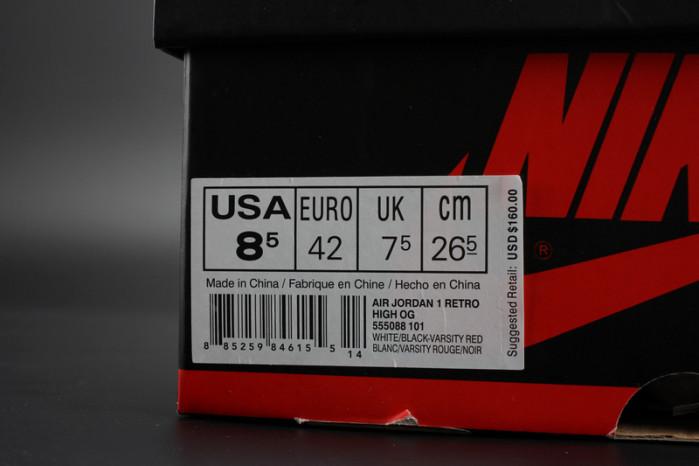 NIK
®
USA EURO UK cm
8⁵ 42 7⁵ 26⁵
Made in China / Fabrique en Chine / Hecho en China
AIR JORDAN 1 RETRO
HIGH OG
555088 101
WHITE/BLACK-VARSITY RED
BLANC/VARSITY ROUGE/NOIR
8 85259 84615 5 14
Suggested Retail: USD $160.00